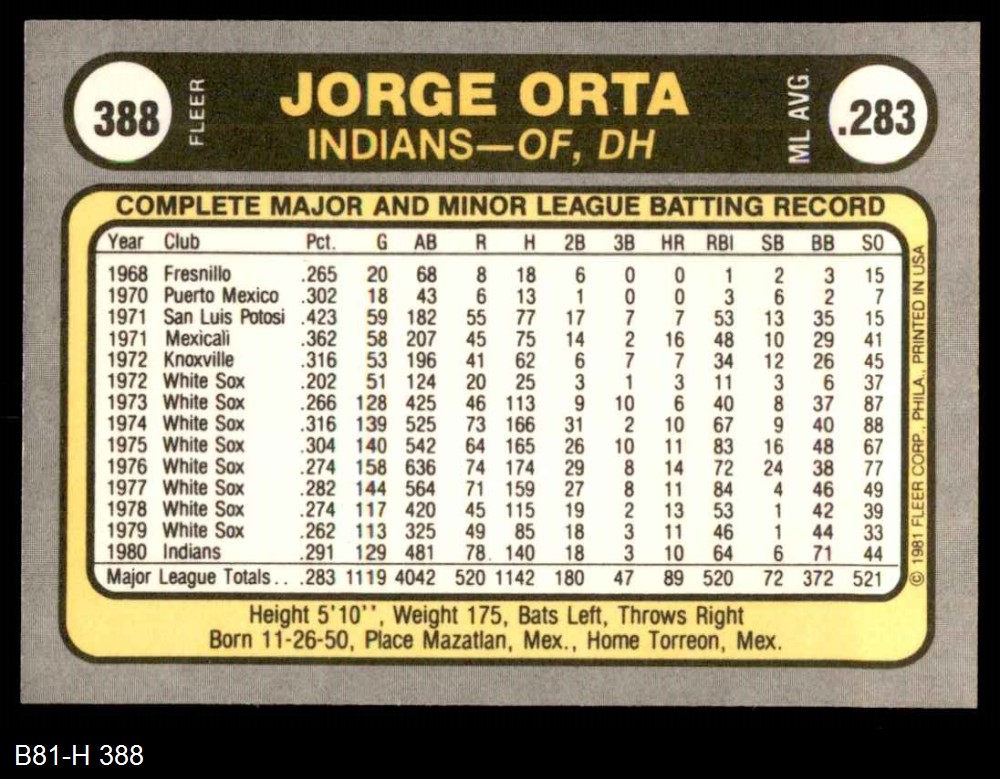 388 FLEER JORGE ORTA ML AVG. .283
INDIANS—OF, DH
COMPLETE MAJOR AND MINOR LEAGUE BATTING RECORD
Year Club Pct. G AB R H 2B 3B HR RBI SB BB SO
1968 Fresnillo .265 20 68 8 18 6 0 0 1 2 3 15
1970 Puerto Mexico .302 18 43 6 13 1 0 0 3 6 2 7
1971 San Luis Potosi .423 59 182 55 77 17 7 7 53 13 35 15
1971 Mexicali .362 58 207 45 75 14 2 16 48 10 29 41
1972 Knoxville .316 53 196 41 62 6 7 7 34 12 26 45
1972 White Sox .202 51 124 20 25 3 1 3 11 3 6 37
1973 White Sox .266 128 425 46 113 9 10 6 40 8 37 87
1974 White Sox .316 139 525 73 166 31 2 10 67 9 40 88
1975 White Sox .304 140 542 64 165 26 10 11 83 16 48 67
1976 White Sox .274 158 636 74 174 29 8 14 72 24 38 77
1977 White Sox .282 144 564 71 159 27 8 11 84 4 46 49
1978 White Sox .274 117 420 45 115 19 2 13 53 1 42 39
1979 White Sox .262 113 325 49 85 18 3 11 46 1 44 33
1980 Indians .291 129 481 78 140 18 3 10 64 6 71 44
Major League Totals... .283 1119 4042 520 1142 180 47 89 520 72 372 521
© 1981 FLEER CORP., PHILA., PRINTED IN USA
Height 5'10'', Weight 175, Bats Left, Throws Right
Born 11-26-50, Place Mazatlan, Mex., Home Torreon, Mex.
B81-H 388